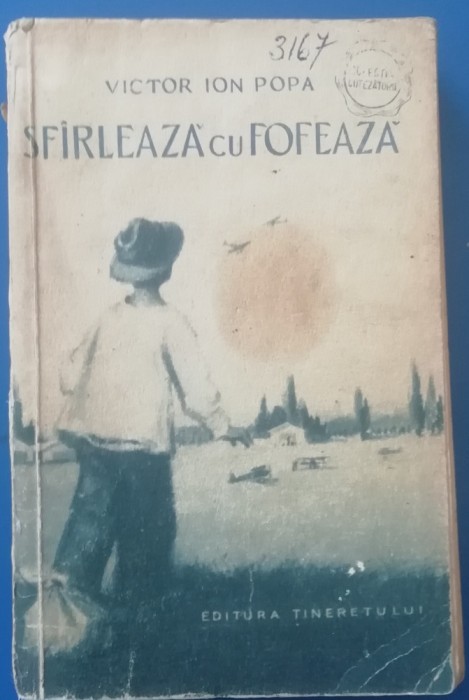 3167
VICTOR ION POPA
SFÎRLEAZĂ CU FOFEAZĂ
EDITURA TINERETULUI